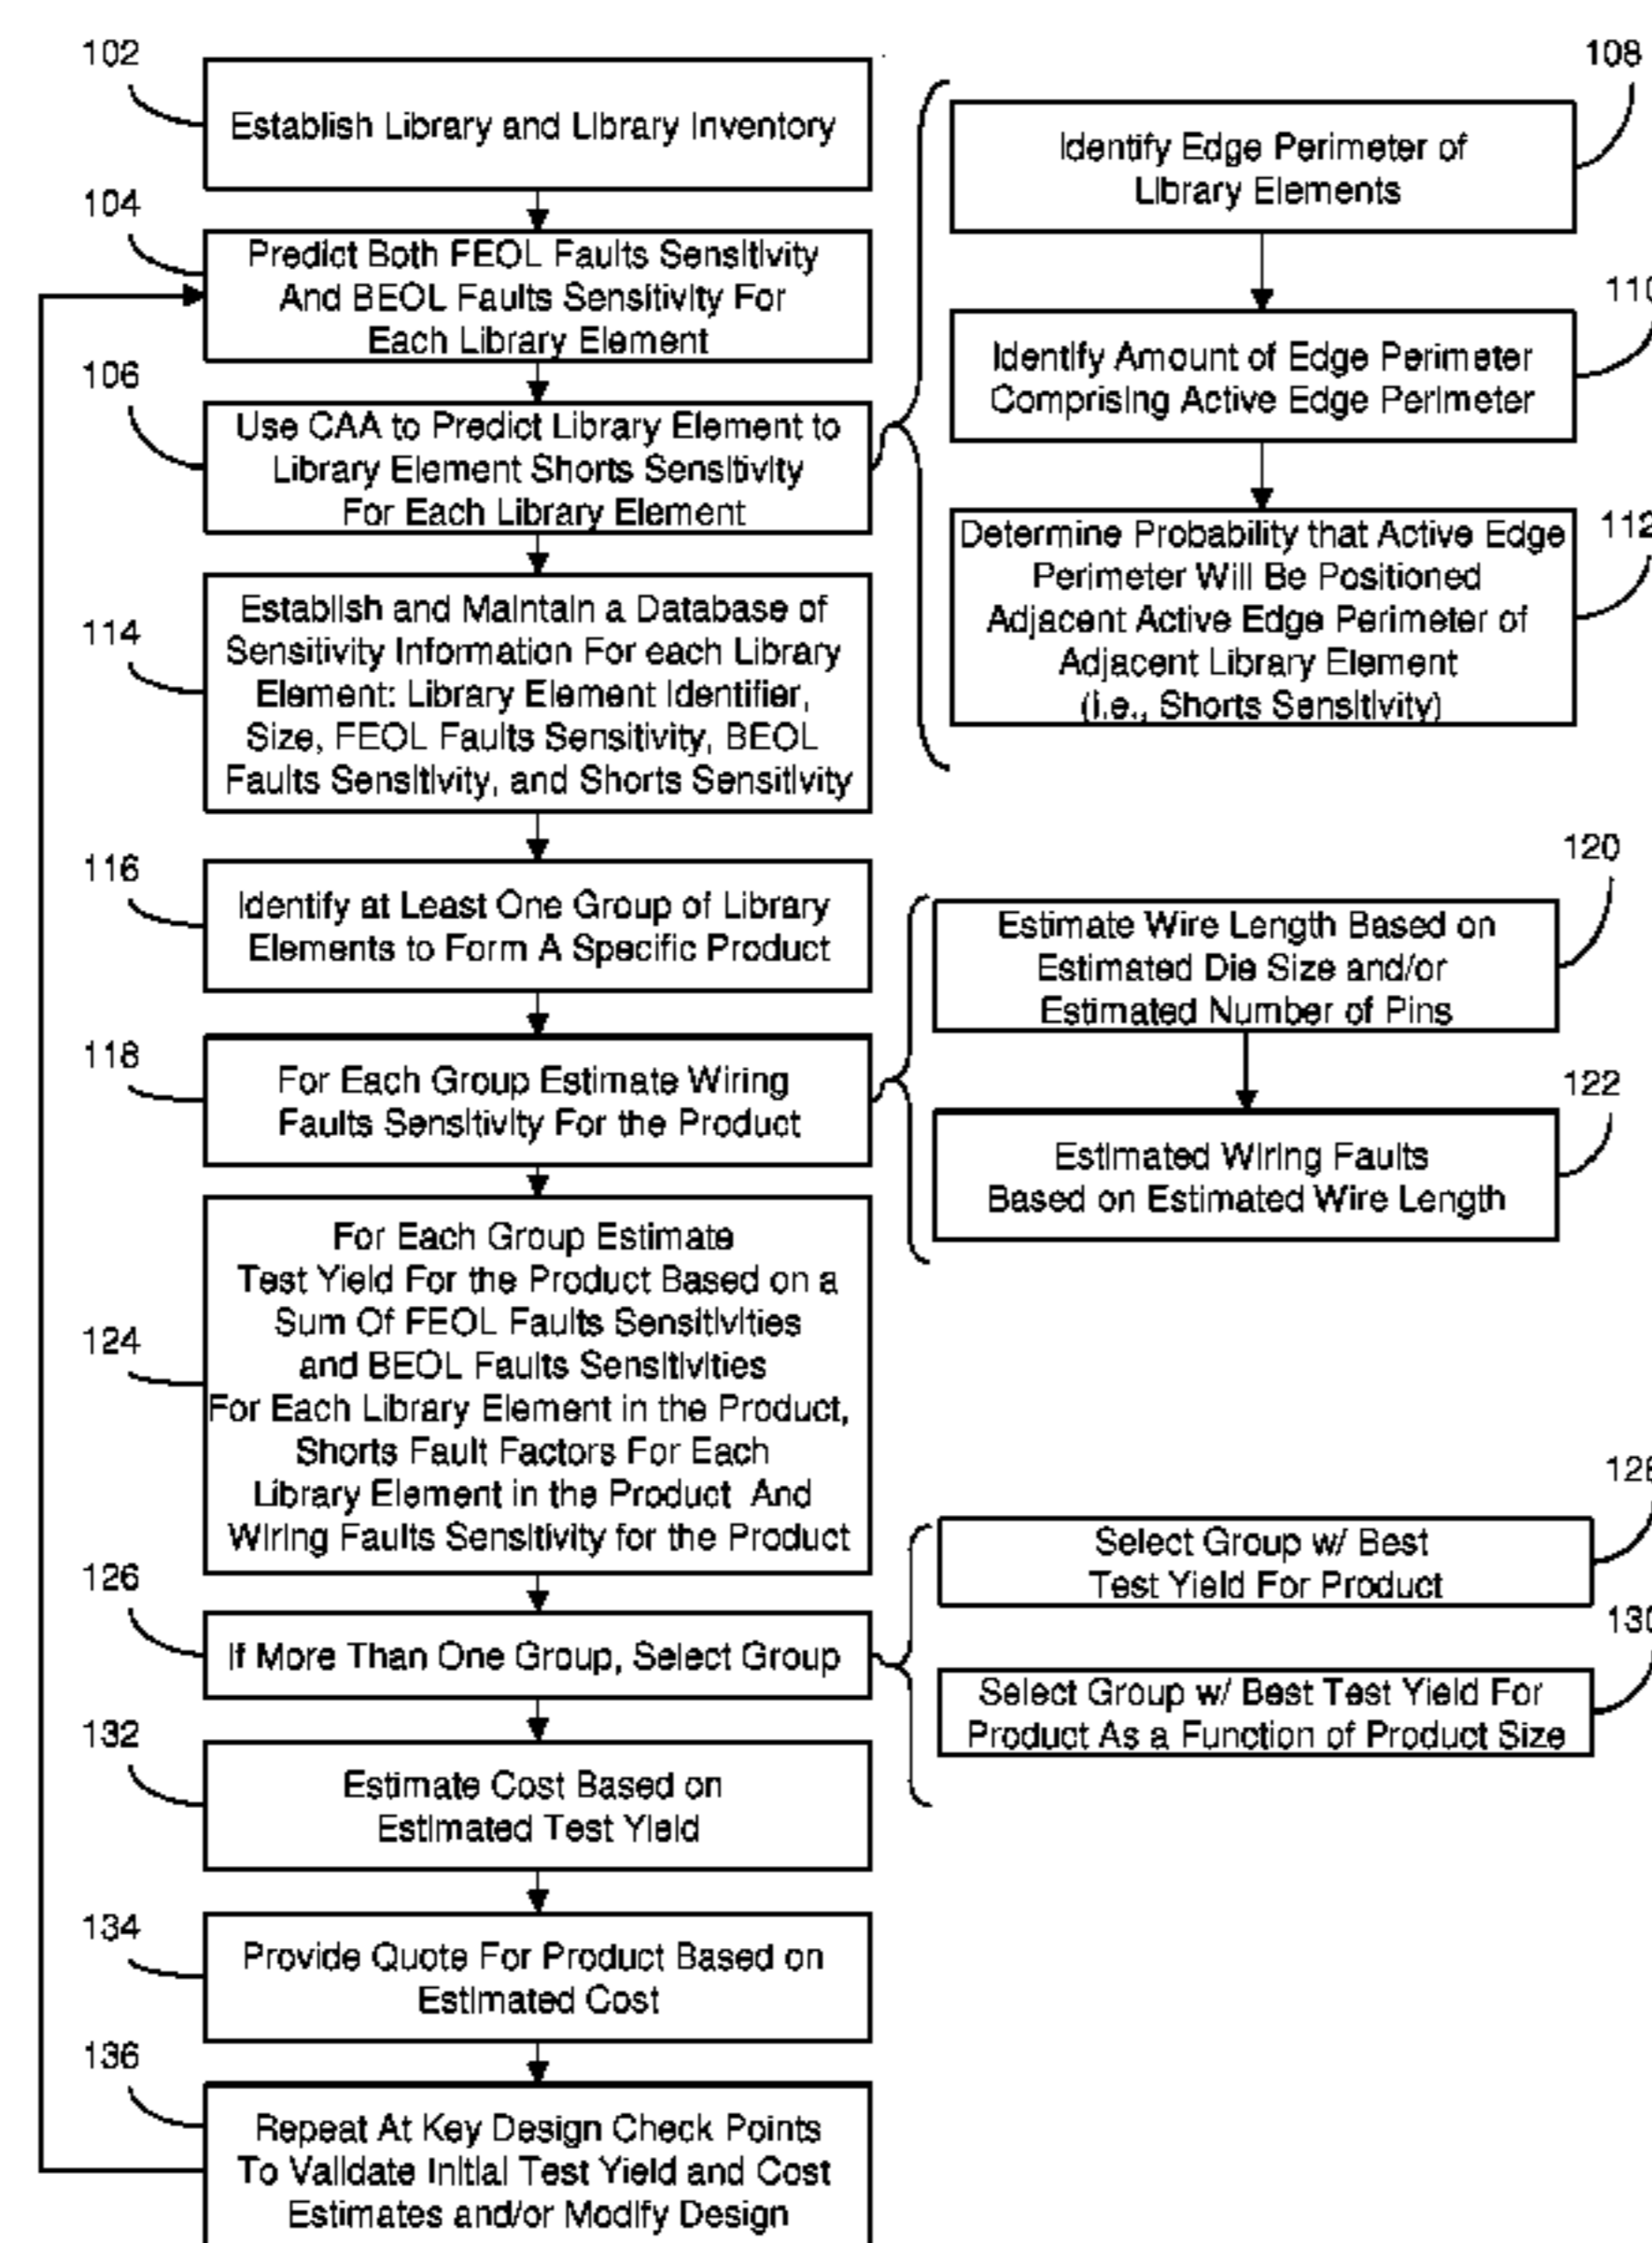 102
Establish Library and Library Inventory
104
Predict Both FEOL Faults Sensitivity
And BEOL Faults Sensitivity For
Each Library Element
106
Use CAA to Predict Library Element to
Library Element Shorts Sensitivity
For Each Library Element
108
Identify Edge Perimeter of
Library Elements
110
Identify Amount of Edge Perimeter
Comprising Active Edge Perimeter
112
Determine Probability that Active Edge
Perimeter Will Be Positioned
Adjacent Active Edge Perimeter of
Adjacent Library Element
(i.e., Shorts Sensitivity)
114
Establish and Maintain a Database of
Sensitivity Information For each Library
Element: Library Element Identifier,
Size, FEOL Faults Sensitivity, BEOL
Faults Sensitivity, and Shorts Sensitivity
116
Identify at Least One Group of Library
Elements to Form A Specific Product
118
For Each Group Estimate Wiring
Faults Sensitivity For the Product
120
Estimate Wire Length Based on
Estimated Die Size and/or
Estimated Number of Pins
122
Estimated Wiring Faults
Based on Estimated Wire Length
124
For Each Group Estimate
Test Yield For the Product Based on a
Sum Of FEOL Faults Sensitivities
and BEOL Faults Sensitivities
For Each Library Element in the Product,
Shorts Fault Factors For Each
Library Element in the Product And
Wiring Faults Sensitivity for the Product
126
If More Than One Group, Select Group
128
Select Group w/ Best
Test Yield For Product
130
Select Group w/ Best Test Yield For
Product As a Function of Product Size
132
Estimate Cost Based on
Estimated Test Yield
134
Provide Quote For Product Based on
Estimated Cost
136
Repeat At Key Design Check Points
To Validate Initial Test Yield and Cost
Estimates and/or Modify Design